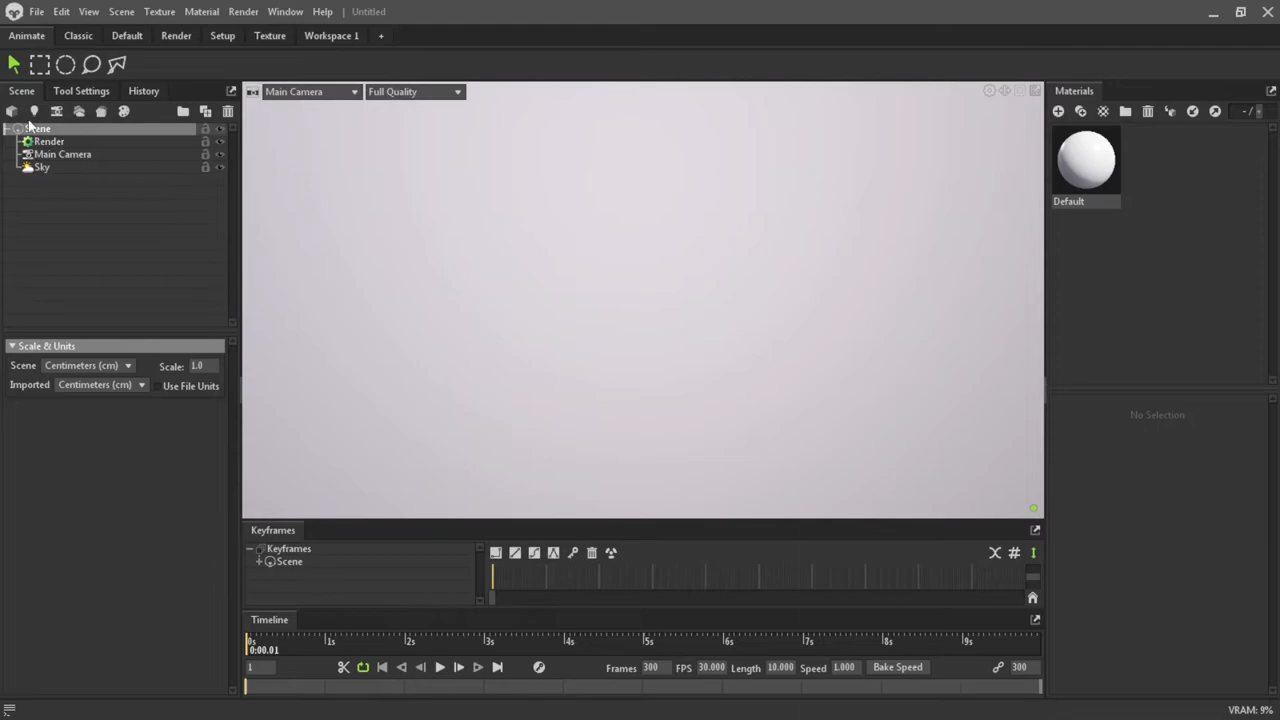 File Edit View Scene Texture Material Render Window Help Untitled
Animate Classic Default Render Setup Texture Workspace 1 +
Scene Tool Settings History
Main Camera Full Quality
Materials
- /
Scene
Render
Main Camera
Sky
Default
Scale & Units
Scene Centimeters (cm) Scale: 1.0
Imported Centimeters (cm) Use File Units
No Selection
Keyframes
Keyframes
Scene
Timeline
0s 1s 2s 3s 4s 5s 6s 7s 8s 9s
0:00.01
1 Frames 300 FPS 30.000 Length 10.000 Speed 1.000 Bake Speed 300
VRAM: 9%